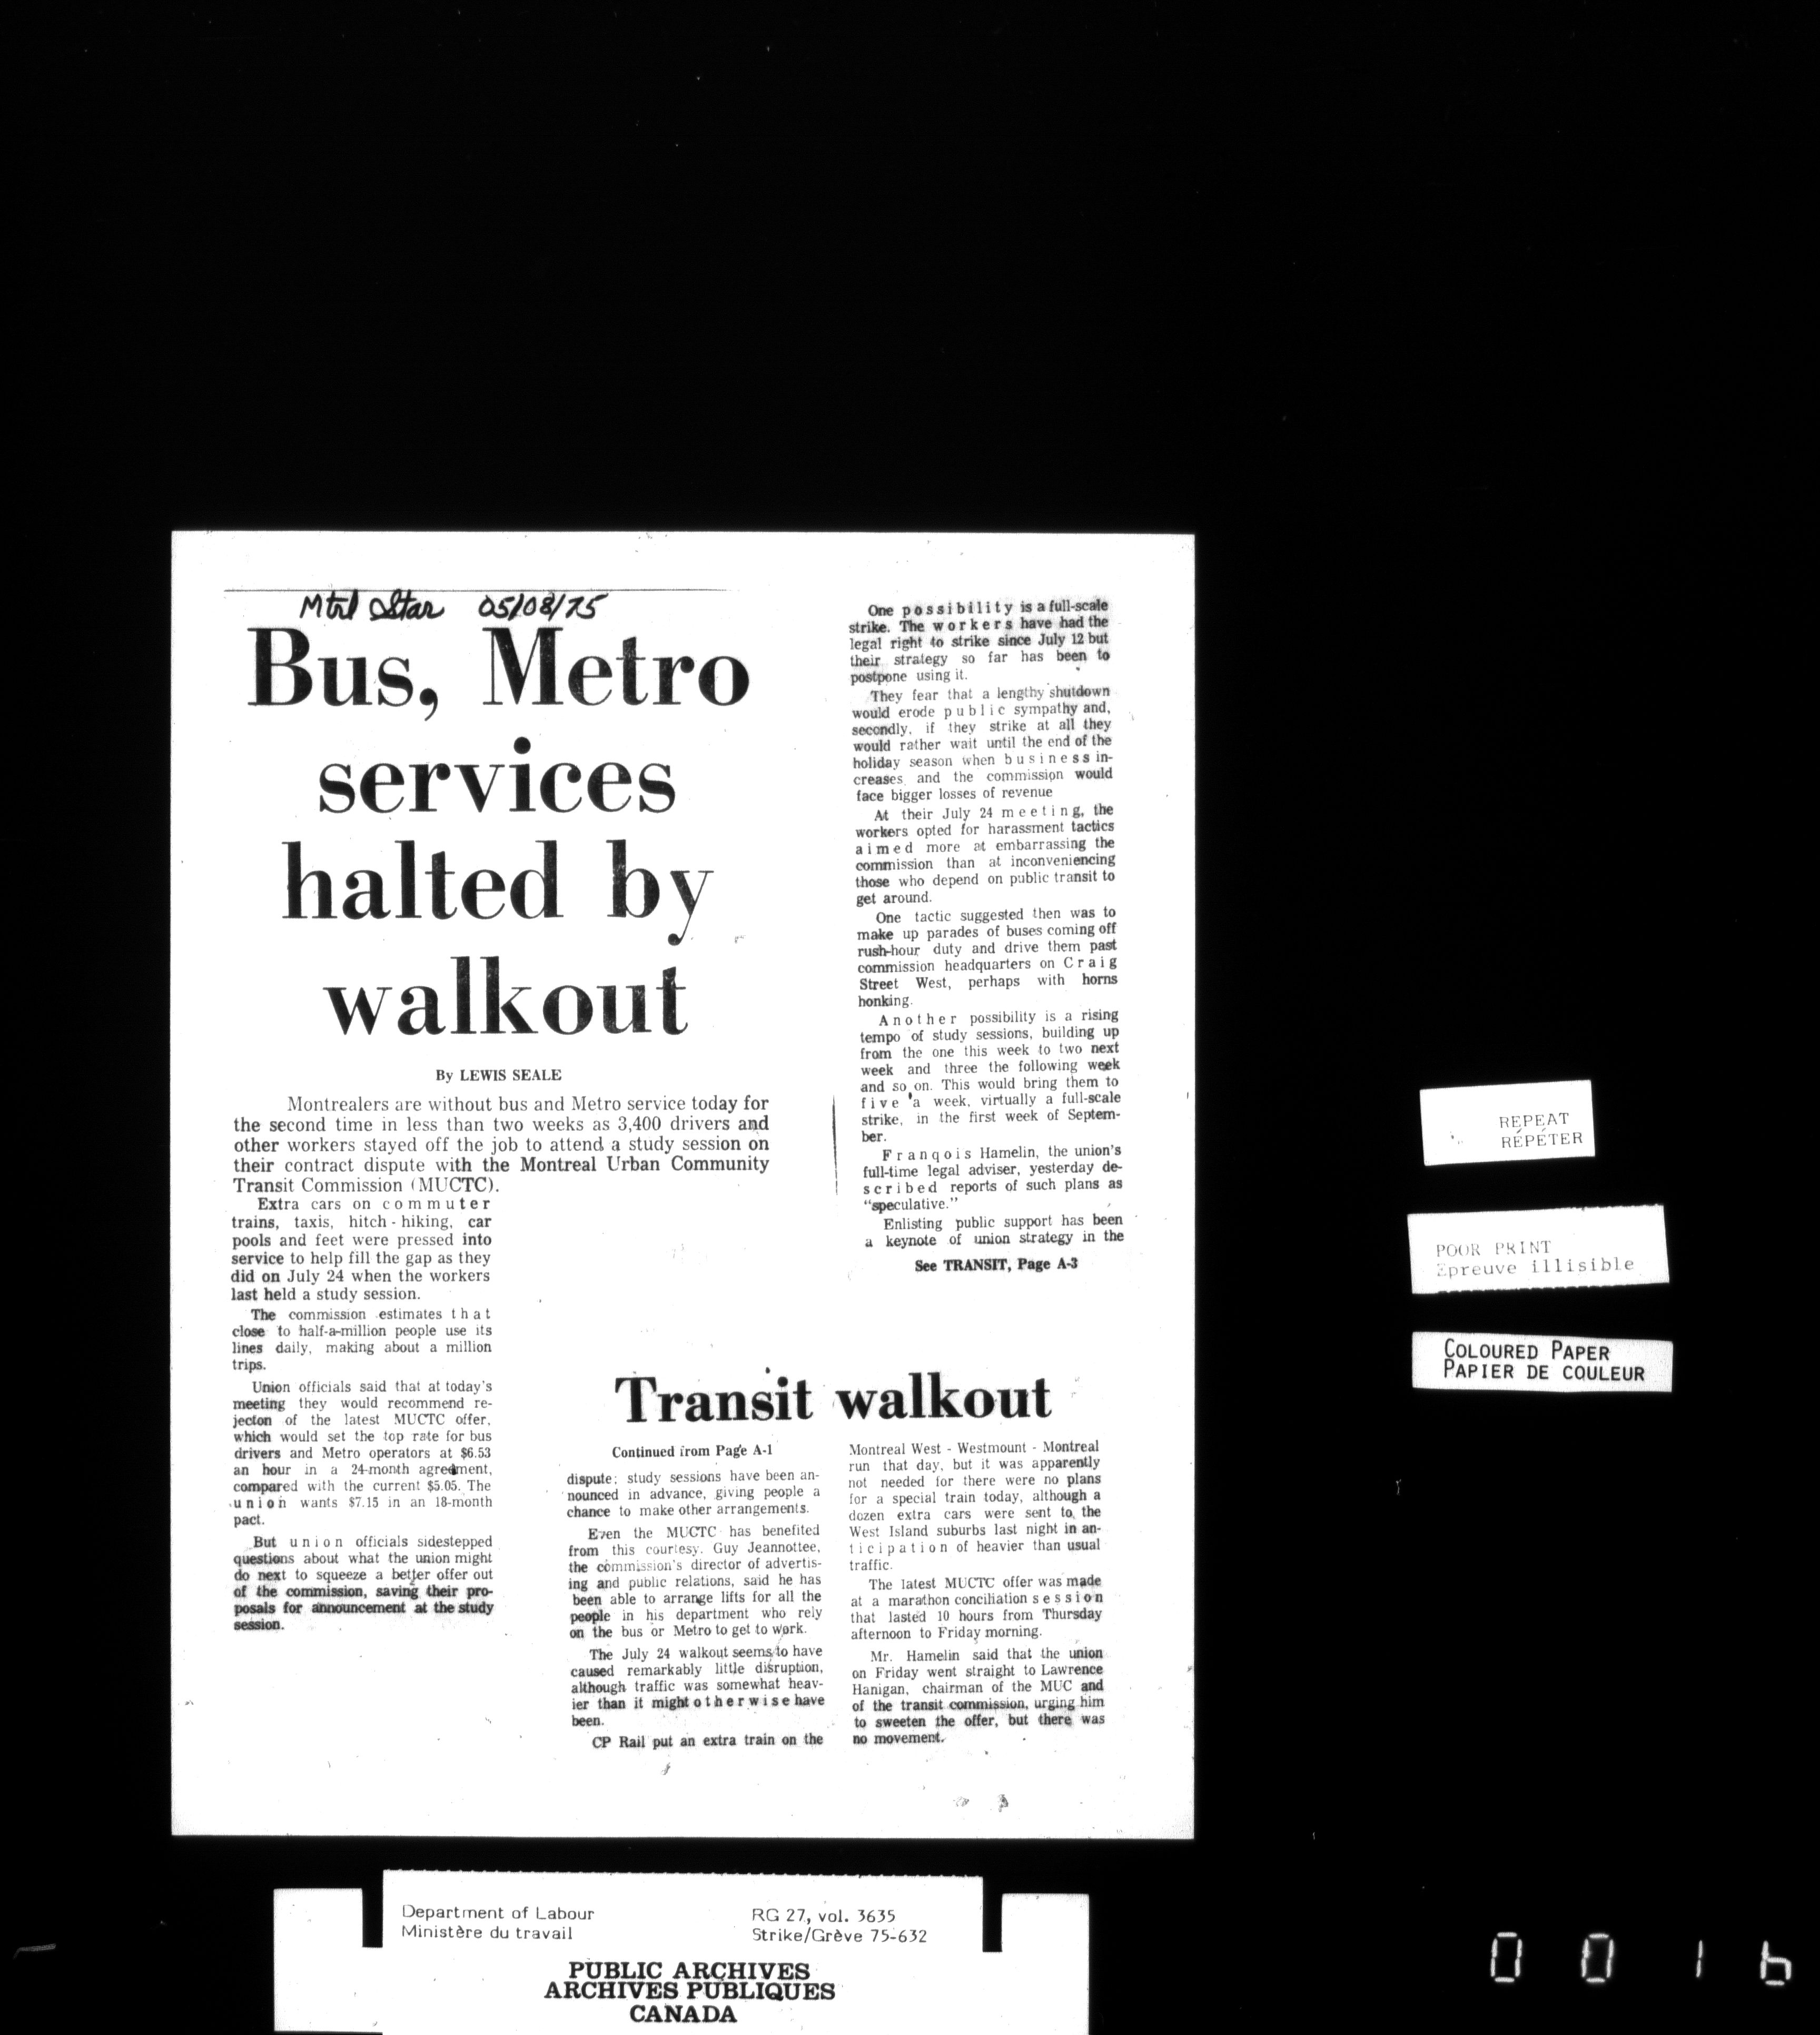 Mtrl Star 05/08/75
Bus, Metro
services
halted by
walkout
By LEWIS SEALE
Montrealers are without bus and Metro service today for
the second time in less than two weeks as 3,400 drivers and
other workers stayed off the job to attend a study session on
their contract dispute with the Montreal Urban Community
Transit Commission (MUCTC).
Extra cars on commuter
trains, taxis, hitch-hiking, car
pools and feet were pressed into
service to help fill the gap as they
did on July 24 when the workers
last held a study session.
The commission estimates that
close to half-a-million people use its
lines daily, making about a million
trips.
Union officials said that at today's
meeting they would recommend re-
jecton of the latest MUCTC offer,
which would set the top rate for bus
drivers and Metro operators at $6.53
an hour in a 24-month agreement,
compared with the current $5.05. The
union wants $7.15 in an 18-month
pact.
But union officials sidestepped
questions about what the union might
do next to squeeze a better offer out
of the commission, saving their pro-
posals for announcement at the study
session.
One possibility is a full-scale
strike. The workers have had the
legal right to strike since July 12 but
their strategy so far has been to
postpone using it.
They fear that a lengthy shutdown
would erode public sympathy and,
secondly, if they strike at all they
would rather wait until the end of the
holiday season when business in-
creases and the commission would
face bigger losses of revenue
At their July 24 meeting, the
workers opted for harassment tactics
aimed more at embarrassing the
commission than at inconveniencing
those who depend on public transit to
get around.
One tactic suggested then was to
make up parades of buses coming off
rush-hour duty and drive them past
commission headquarters on Craig
Street West, perhaps with horns
honking.
Another possibility is a rising
tempo of study sessions, building up
from the one this week to two next
week and three the following week
and so on. This would bring them to
five a week, virtually a full-scale
strike, in the first week of Septem-
ber.
Franqois Hamelin, the union's
full-time legal adviser, yesterday de-
scribed reports of such plans as
"speculative."
Enlisting public support has been
a keynote of union strategy in the
See TRANSIT, Page A-3
Transit walkout
Continued from Page A-1
dispute; study sessions have been an-
nounced in advance, giving people a
chance to make other arrangements.
Even the MUCTC has benefited
from this courtesy. Guy Jeannottee,
the commission's director of advertis-
ing and public relations, said he has
been able to arrange lifts for all the
people in his department who rely
on the bus or Metro to get to work.
The July 24 walkout seems to have
caused remarkably little disruption,
although traffic was somewhat heav-
ier than it might otherwise have
been.
CP Rail put an extra train on the
Montreal West - Westmount - Montreal
run that day, but it was apparently
not needed for there were no plans
for a special train today, although a
dozen extra cars were sent to the
West Island suburbs last night in an-
ticipation of heavier than usual
traffic.
The latest MUCTC offer was made
at a marathon conciliation session
that lasted 10 hours from Thursday
afternoon to Friday morning.
Mr. Hamelin said that the union
on Friday went straight to Lawrence
Hanigan, chairman of the MUC and
of the transit commission, urging him
to sweeten the offer, but there was
no movement.
REPEAT
RÉPÉTER
POOR PRINT
Epreuve illisible
COLOURED PAPER
PAPIER DE COULEUR
Department of Labour
Ministère du travail
RG 27, vol. 3635
Strike/Grève 75-632
PUBLIC ARCHIVES
ARCHIVES PUBLIQUES
CANADA
0016